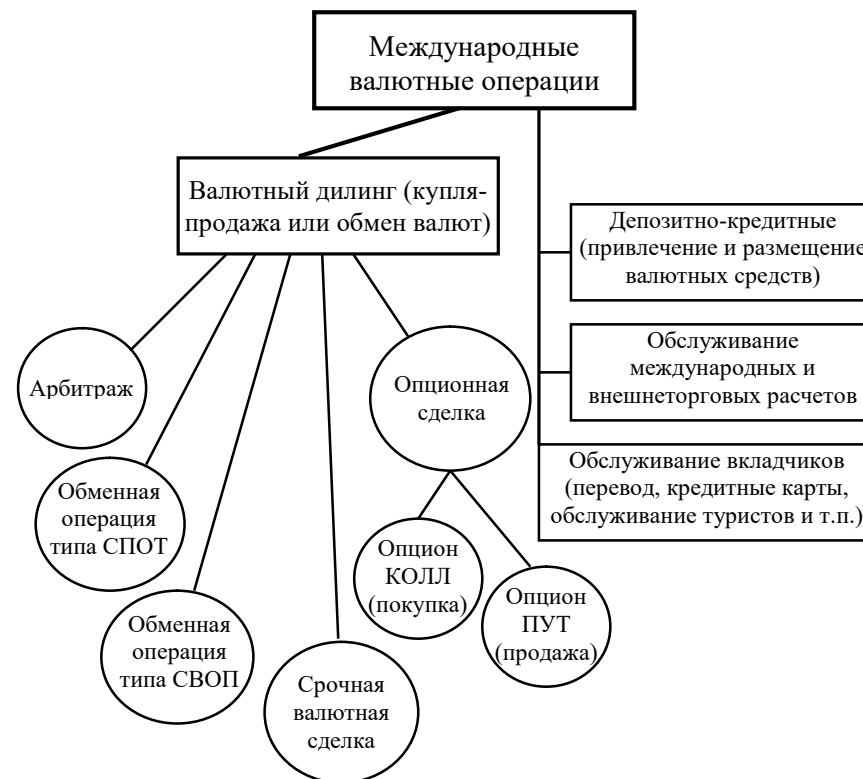 Международные
валютные операции
Валютный дилинг (купля-
продажа или обмен валют)
Депозитно-кредитные
(привлечение и размещение
валютных средств)
Обслуживание
международных и
внешнеторговых расчетов
Обслуживание вкладчиков
(перевод, кредитные карты,
обслуживание туристов и т.п.)
Арбитраж
Обменная
операция
типа СПОТ
Обменная
операция
типа СВОП
Срочная
валютная
сделка
Опционная
сделка
Опцион
КОЛЛ
(покупка)
Опцион
ПУТ
(продажа)